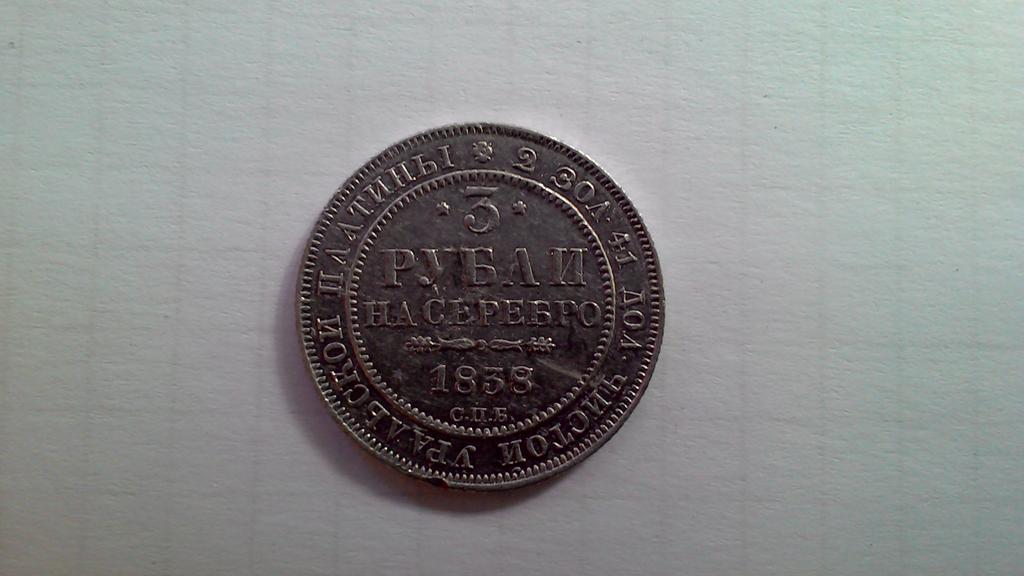 * 2 ЗОЛ 41 ДОЛ. ЧИСТОЙ УРАЛЬСКОЙ ПЛАТИНЫ
* 3 *
РУБЛИ
НА СЕРЕБРО
1838
С.П.Б.